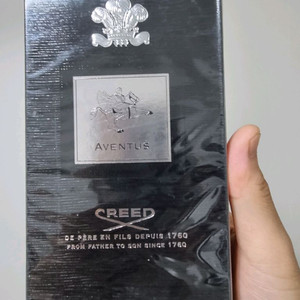 AVENTUS
CREED
DE PÈRE EN FILS DEPUIS 1760
FROM FATHER TO SON SINCE 1760